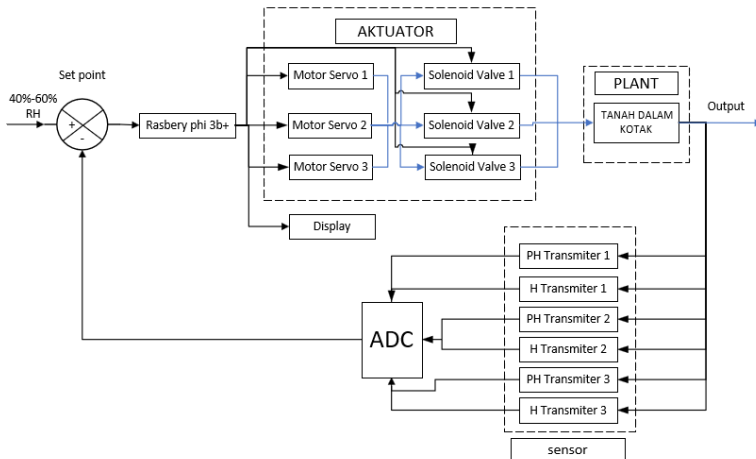 AKTUATOR
Set point
40%-60%
RH
+
-
Rasbery phi 3b+
Motor Servo 1
Motor Servo 2
Motor Servo 3
Solenoid Valve 1
Solenoid Valve 2
Solenoid Valve 3
PLANT
TANAH DALAM
KOTAK
Output
Display
PH Transmiter 1
H Transmiter 1
PH Transmiter 2
H Transmiter 2
PH Transmiter 3
H Transmiter 3
ADC
sensor